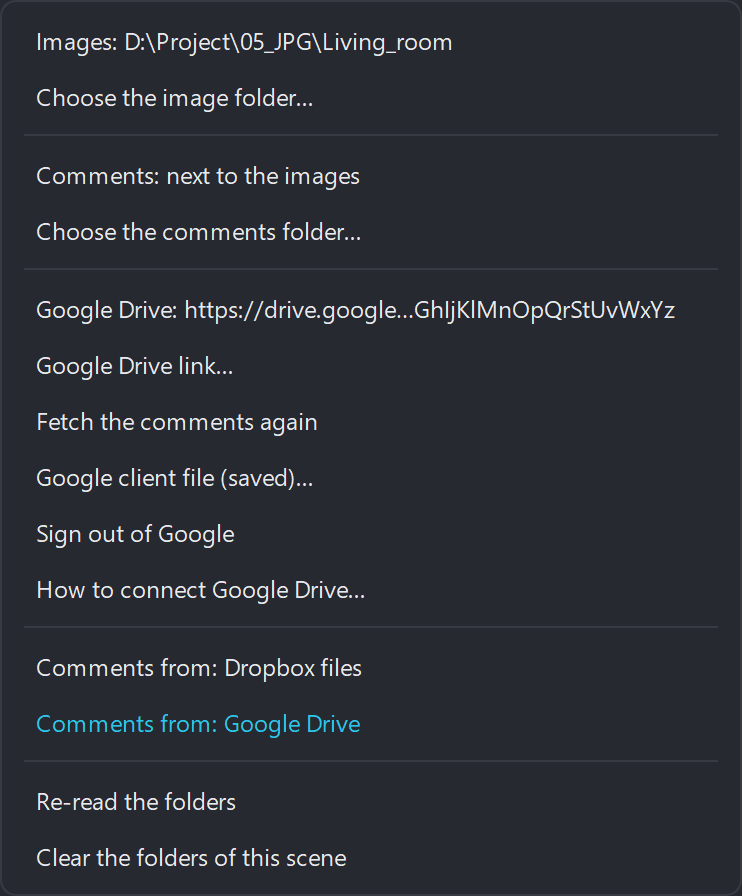 Images: D:\Project\05_JPG\Living_room
Choose the image folder...
Comments: next to the images
Choose the comments folder...
Google Drive: https://drive.google...GhIjKlMnOpQrStUvWxYz
Google Drive link...
Fetch the comments again
Google client file (saved)...
Sign out of Google
How to connect Google Drive...
Comments from: Dropbox files
Comments from: Google Drive
Re-read the folders
Clear the folders of this scene